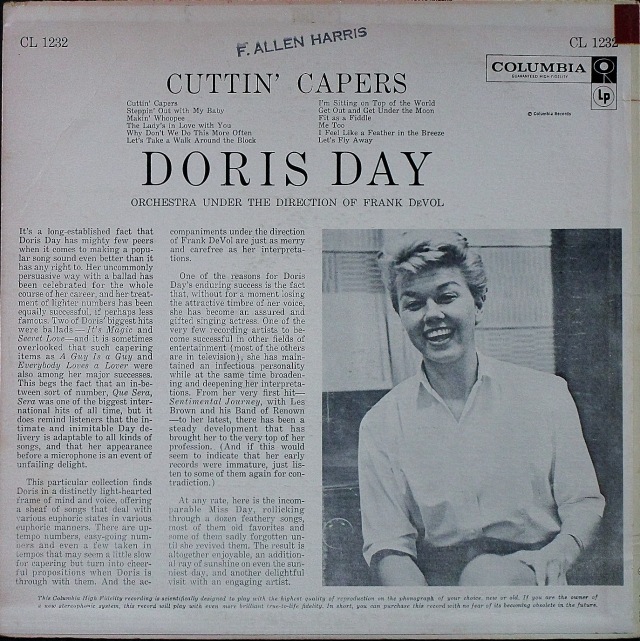 CL 1232
F. ALLEN HARRIS
CL 1232
COLUMBIA
GUARANTEED HIGH FIDELITY
Lp
© Columbia Records
CUTTIN' CAPERS
Cuttin' Capers
Steppin' Out with My Baby
Makin' Whoopee
The Lady's in Love with You
Why Don't We Do This More Often
Let's Take a Walk Around the Block
I'm Sitting on Top of the World
Get Out and Get Under the Moon
Fit as a Fiddle
Me Too
I Feel Like a Feather in the Breeze
Let's Fly Away
DORIS DAY
ORCHESTRA UNDER THE DIRECTION OF FRANK DeVOL
It's a long-established fact that
Doris Day has mighty few peers
when it comes to making a popu-
lar song sound even better than it
has any right to. Her uncommonly
persuasive way with a ballad has
been celebrated for the whole
course of her career, and her treat-
ment of lighter numbers has been
equally successful, if perhaps less
famous. Two of Doris' biggest hits
were ballads—It's Magic and
Secret Love—and it is sometimes
overlooked that such capering
items as A Guy Is a Guy and
Everybody Loves a Lover were
also among her major successes.
This begs the fact that an in-be-
tween sort of number, Que Sera,
Sera was one of the biggest inter-
national hits of all time, but it
does remind listeners that the in-
timate and inimitable Day de-
livery is adaptable to all kinds of
songs, and that her appearance
before a microphone is an event of
unfailing delight.
This particular collection finds
Doris in a distinctly light-hearted
frame of mind and voice, offering
a sheaf of songs that deal with
various euphoric states in various
euphoric manners. There are up-
tempo numbers, easy-going num-
bers and even a few taken in
tempos that may seem a little slow
for capering but turn into cheer-
ful propositions when Doris is
through with them. And the ac-
companiments under the direction
of Frank DeVol are just as merry
and carefree as her interpreta-
tions.
One of the reasons for Doris
Day's enduring success is the fact
that, without for a moment losing
the attractive timbre of her voice,
she has become an assured and
gifted singing actress. One of the
very few recording artists to be-
come successful in other fields of
entertainment (most of the others
are in television), she has main-
tained an infectious personality
while at the same time broaden-
ing and deepening her interpreta-
tions. From her very first hit—
Sentimental Journey, with Les
Brown and his Band of Renown
—to her latest, there has been a
steady development that has
brought her to the very top of her
profession. (And if this would
seem to indicate that her early
records were immature, just lis-
ten to some of them again for con-
tradiction.)
At any rate, here is the incom-
parable Miss Day, rollicking
through a dozen feathery songs,
most of them old favorites and
some of them sadly forgotten un-
til she revived them. The result is
altogether enjoyable, an addition-
al ray of sunshine on even the sun-
niest day, and another delightful
visit with an engaging artist.
This Columbia High Fidelity recording is scientifically designed to play with the highest quality of reproduction on the phonograph of your choice, new or old. If you are the owner of
a new stereophonic system, this record will play with even more brilliant true-to-life fidelity. In short, you can purchase this record with no fear of its becoming obsolete in the future.